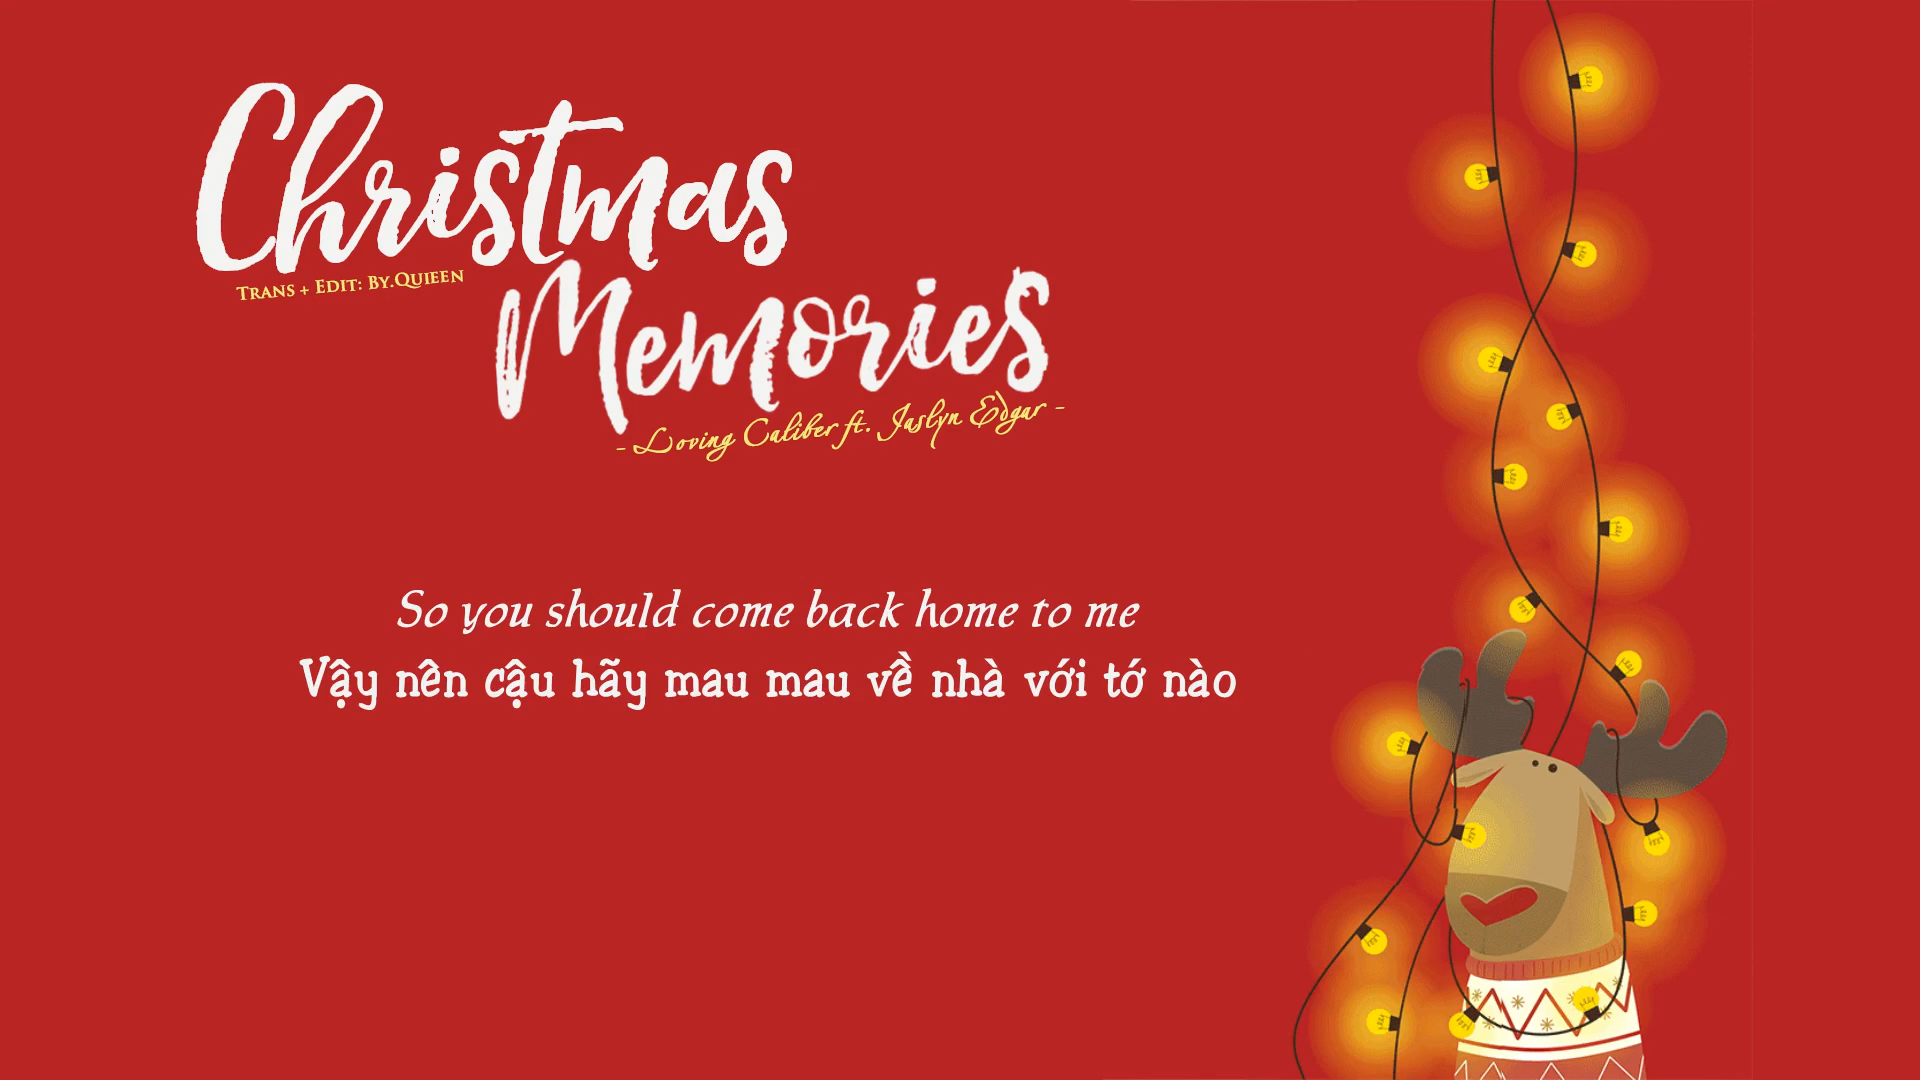 Christmas
Trans + Edit: By.Quieen
Memories
- Loving Caliber ft. Jaslyn Edgar -
So you should come back home to me
Vậy nên cậu hãy mau mau về nhà với tớ nào